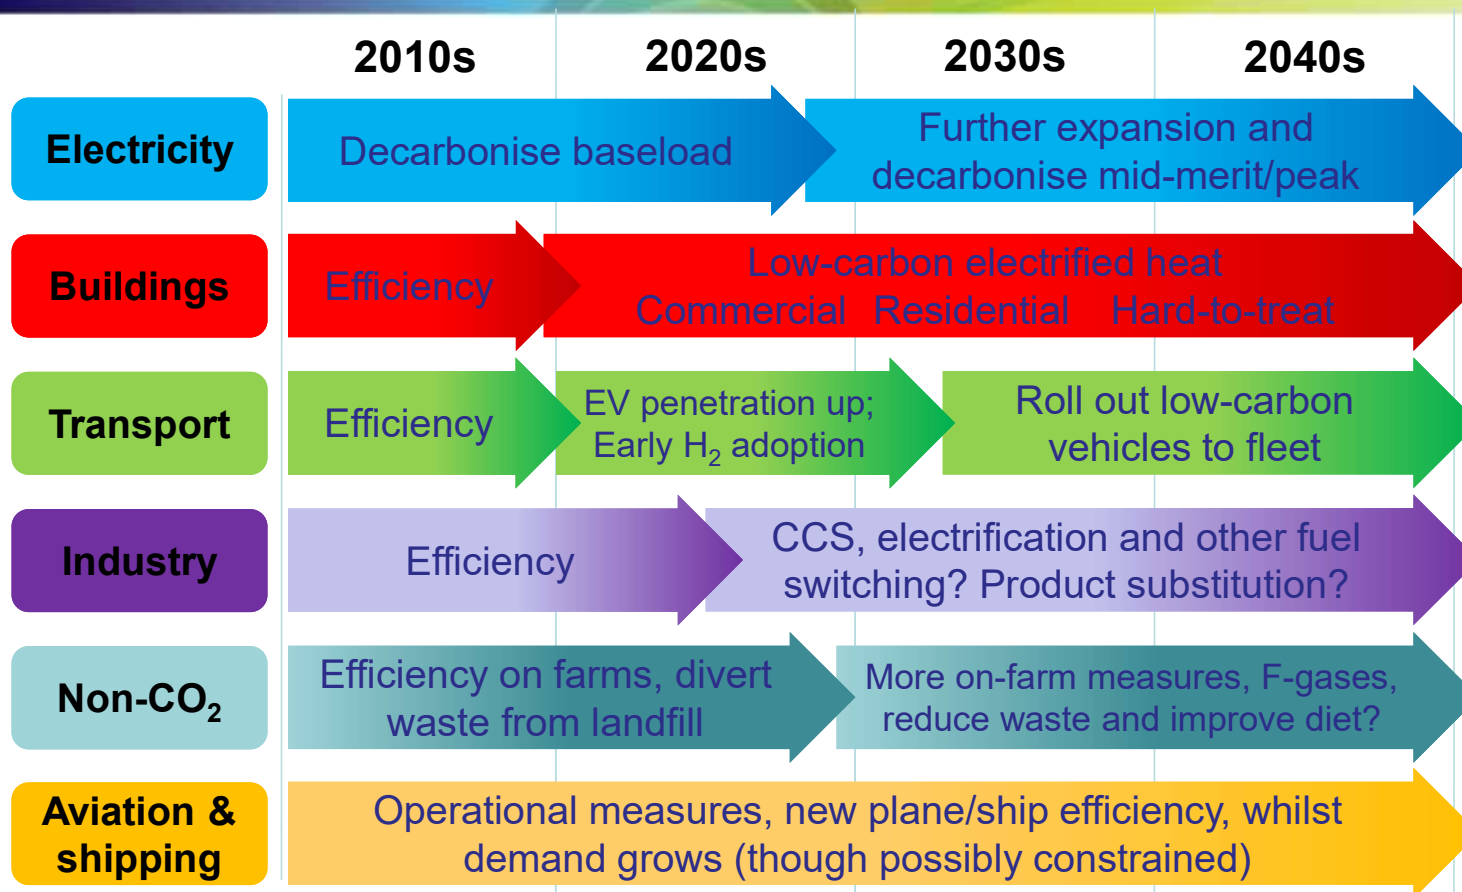 2010s
2020s
2030s
2040s
Electricity
Decarbonise baseload
Further expansion and
decarbonise mid-merit/peak
Buildings
Efficiency
Low-carbon electrified heat
Commercial Residential Hard-to-treat
Transport
Efficiency
EV penetration up;
Early H₂ adoption
Roll out low-carbon
vehicles to fleet
Industry
Efficiency
CCS, electrification and other fuel
switching? Product substitution?
Non-CO₂
Efficiency on farms, divert
waste from landfill
More on-farm measures, F-gases,
reduce waste and improve diet?
Aviation &
shipping
Operational measures, new plane/ship efficiency, whilst
demand grows (though possibly constrained)